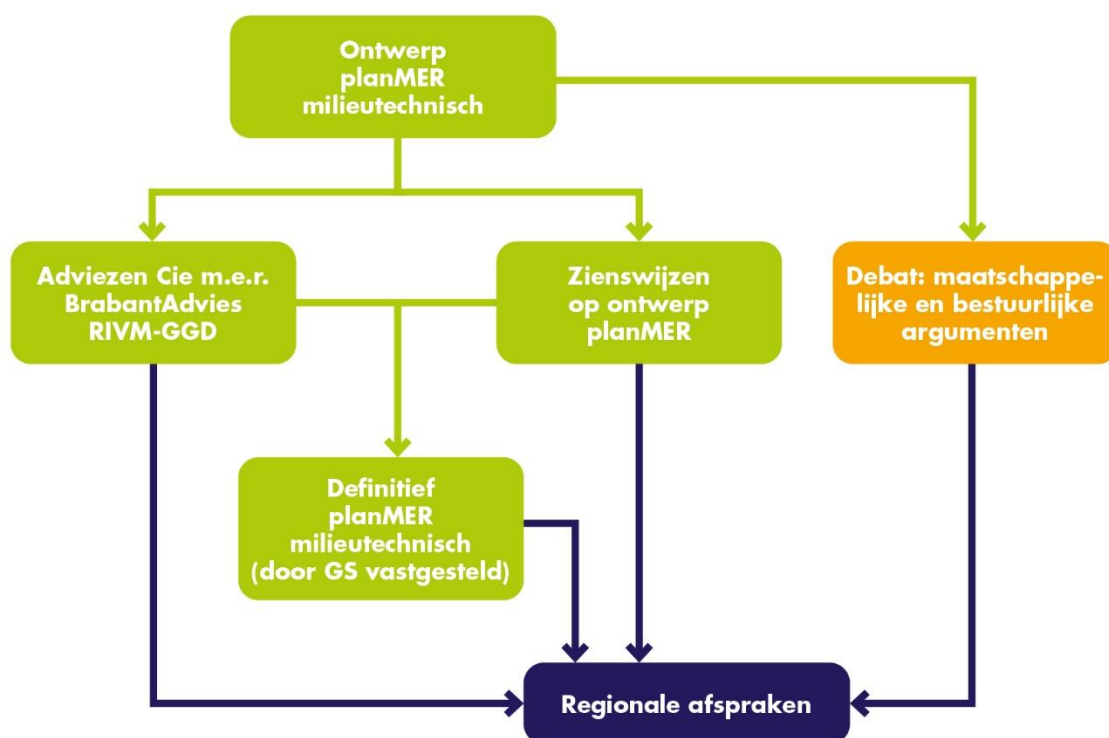 Ontwerp
planMER
milieutechnisch
Adviezen Cie m.e.r.
BrabantAdvies
RIVM-GGD
Zienswijzen
op ontwerp
planMER
Debat: maatschappe-
lijke en bestuurlijke
argumenten
Definitief
planMER
milieutechnisch
(door GS vastgesteld)
Regionale afspraken